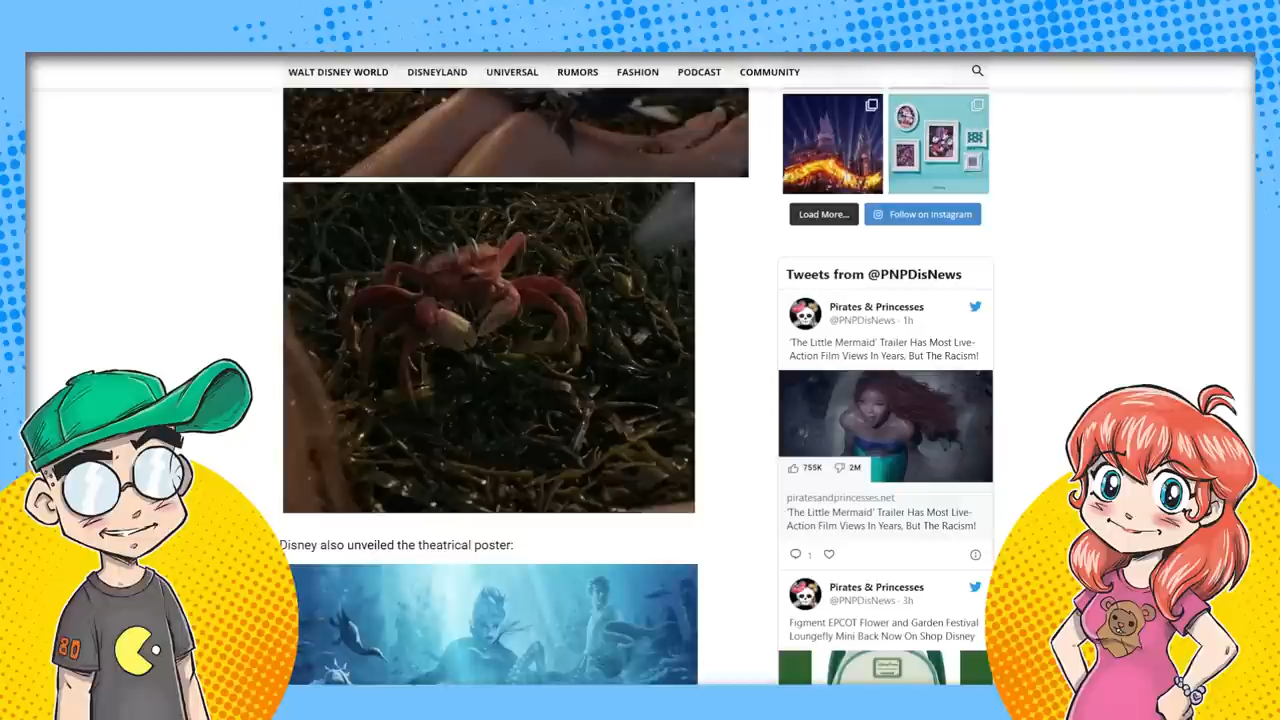 WALT DISNEY WORLD DISNEYLAND UNIVERSAL RUMORS FASHION PODCAST COMMUNITY
Load More... Follow on Instagram
Tweets from @PNPDisNews
Pirates & Princesses
@PNPDisNews · 1h
'The Little Mermaid' Trailer Has Most Live-
Action Film Views In Years, But The Racism!
755K 2M
piratesandprincesses.net
'The Little Mermaid' Trailer Has Most Live-
Action Film Views In Years, But The Racism!
1
Disney also unveiled the theatrical poster:
Pirates & Princesses
@PNPDisNews · 3h
Figment EPCOT Flower and Garden Festival
Loungefly Mini Back Now On Shop Disney
80